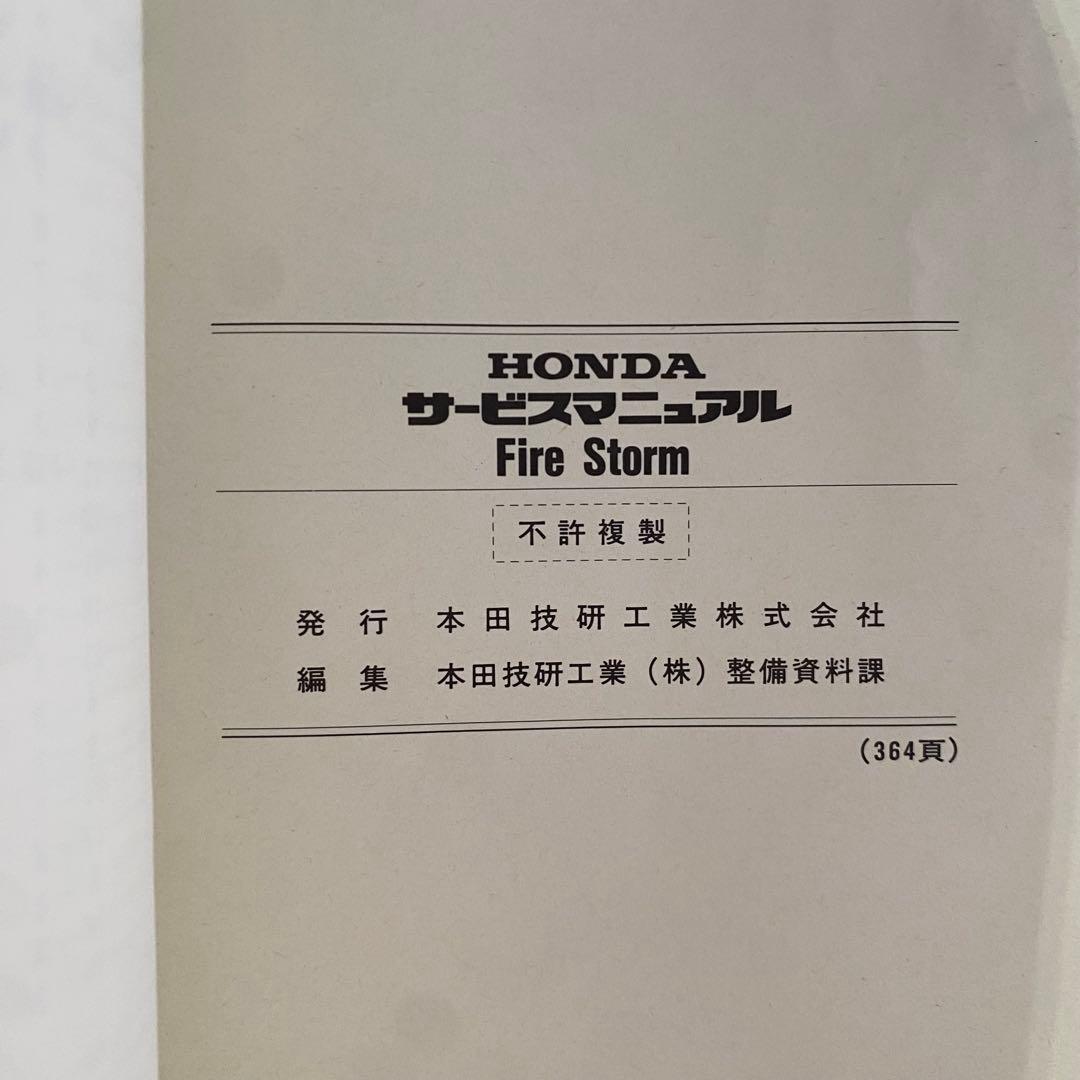 HONDA
サービスマニュアル
Fire Storm
不許複製
発行 本田技研工業株式会社
編集 本田技研工業（株）整備資料課
（364頁）